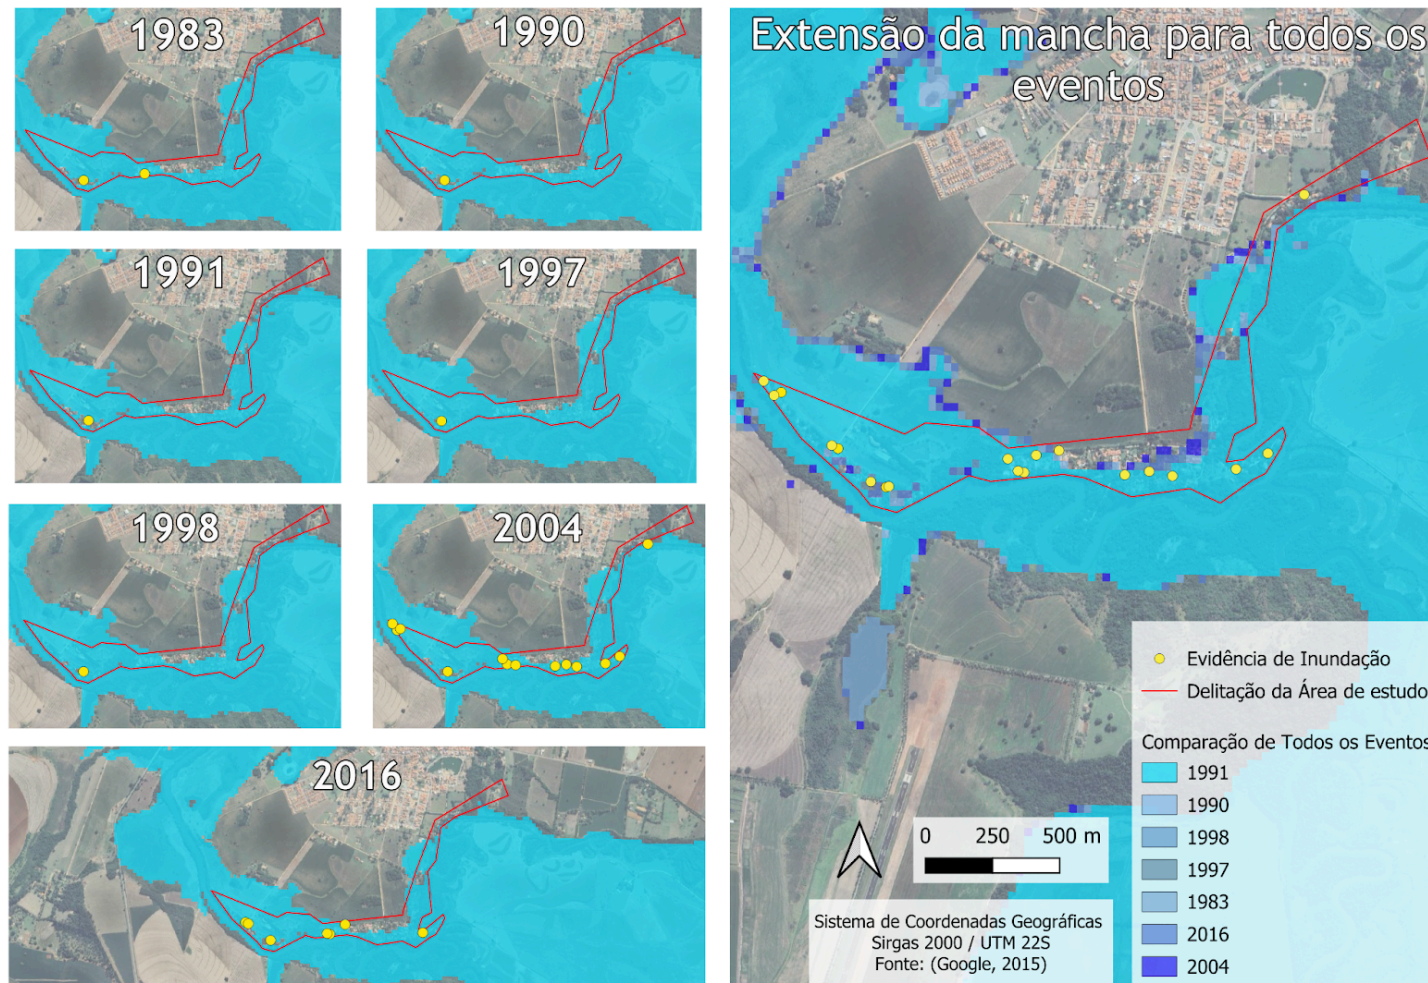 1983
1990
1991
1997
1998
2004
2016
Extensão da mancha para todos os
eventos
Evidência de Inundação
Delitação da Área de estudo
Comparação de Todos os Eventos
1991
1990
1998
1997
1983
2016
2004
0 250 500 m
Sistema de Coordenadas Geográficas
Sirgas 2000 / UTM 22S
Fonte: (Google, 2015)